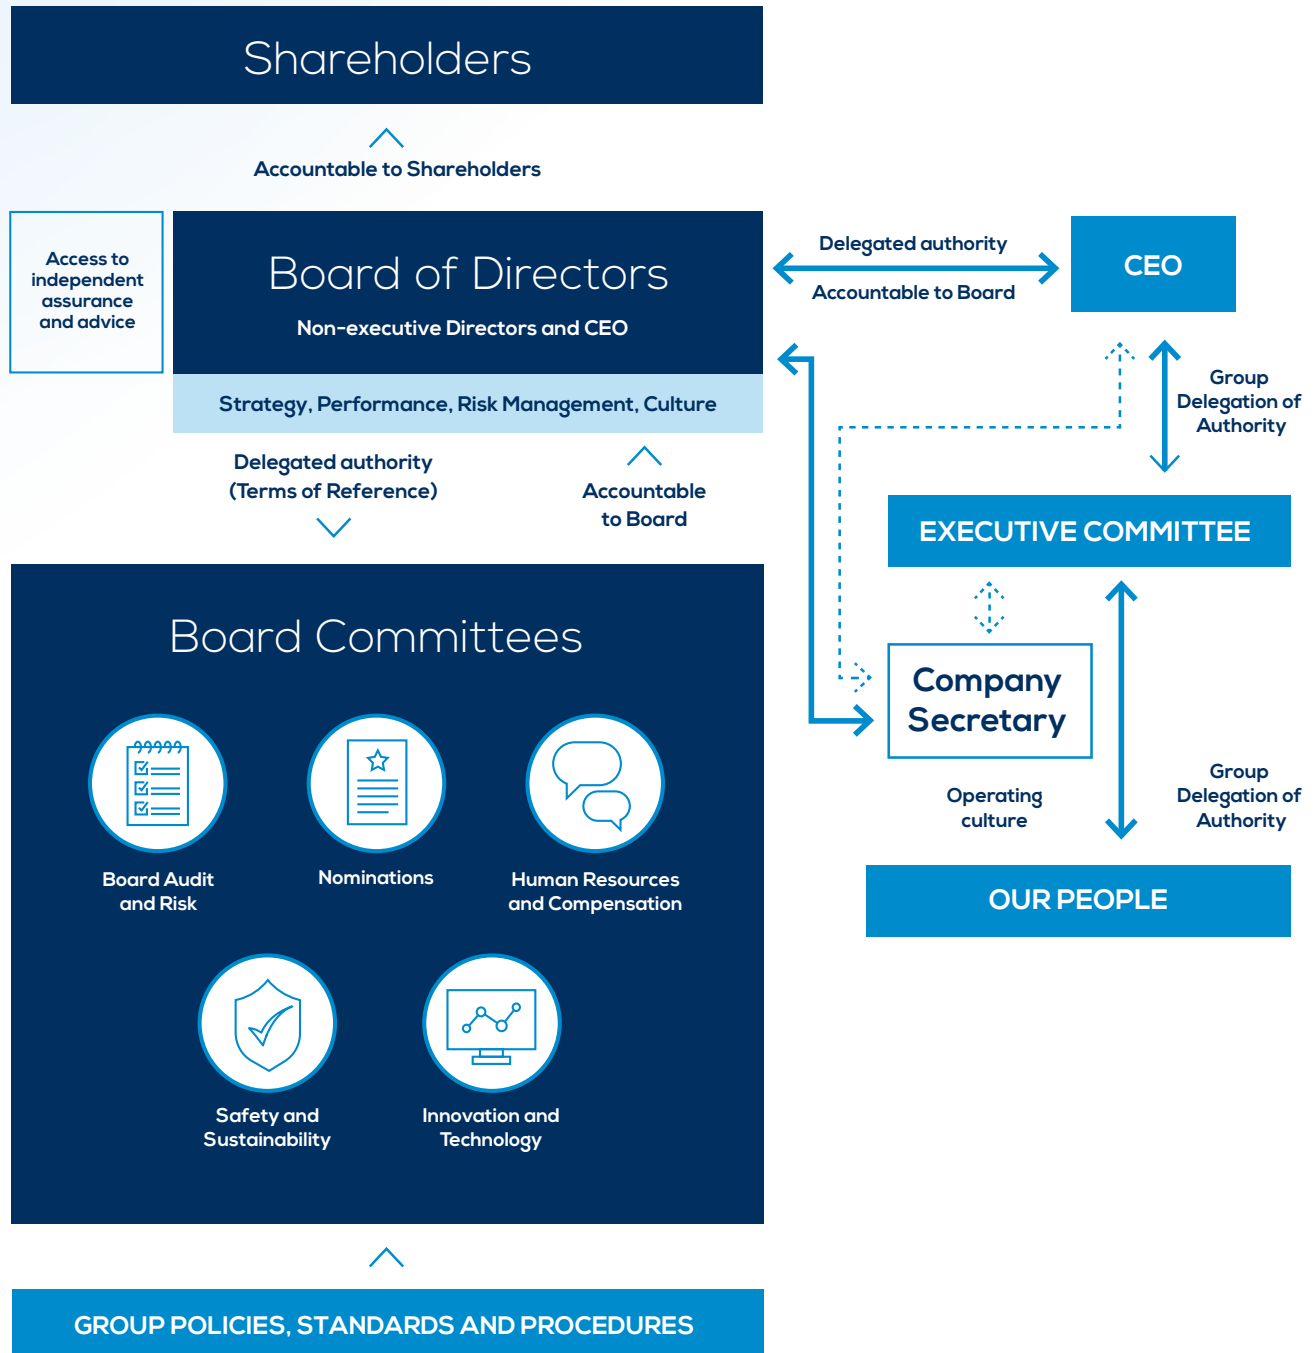 Shareholders
Accountable to Shareholders
Access to
independent
assurance
and advice
Board of Directors
Non-executive Directors and CEO
Strategy, Performance, Risk Management, Culture
Delegated authority
Accountable to Board
CEO
Group
Delegation of
Authority
Delegated authority
(Terms of Reference)
Accountable
to Board
EXECUTIVE COMMITTEE
Company
Secretary
Operating
culture
Group
Delegation of
Authority
OUR PEOPLE
Board Committees
Board Audit
and Risk
Nominations
Human Resources
and Compensation
Safety and
Sustainability
Innovation and
Technology
GROUP POLICIES, STANDARDS AND PROCEDURES